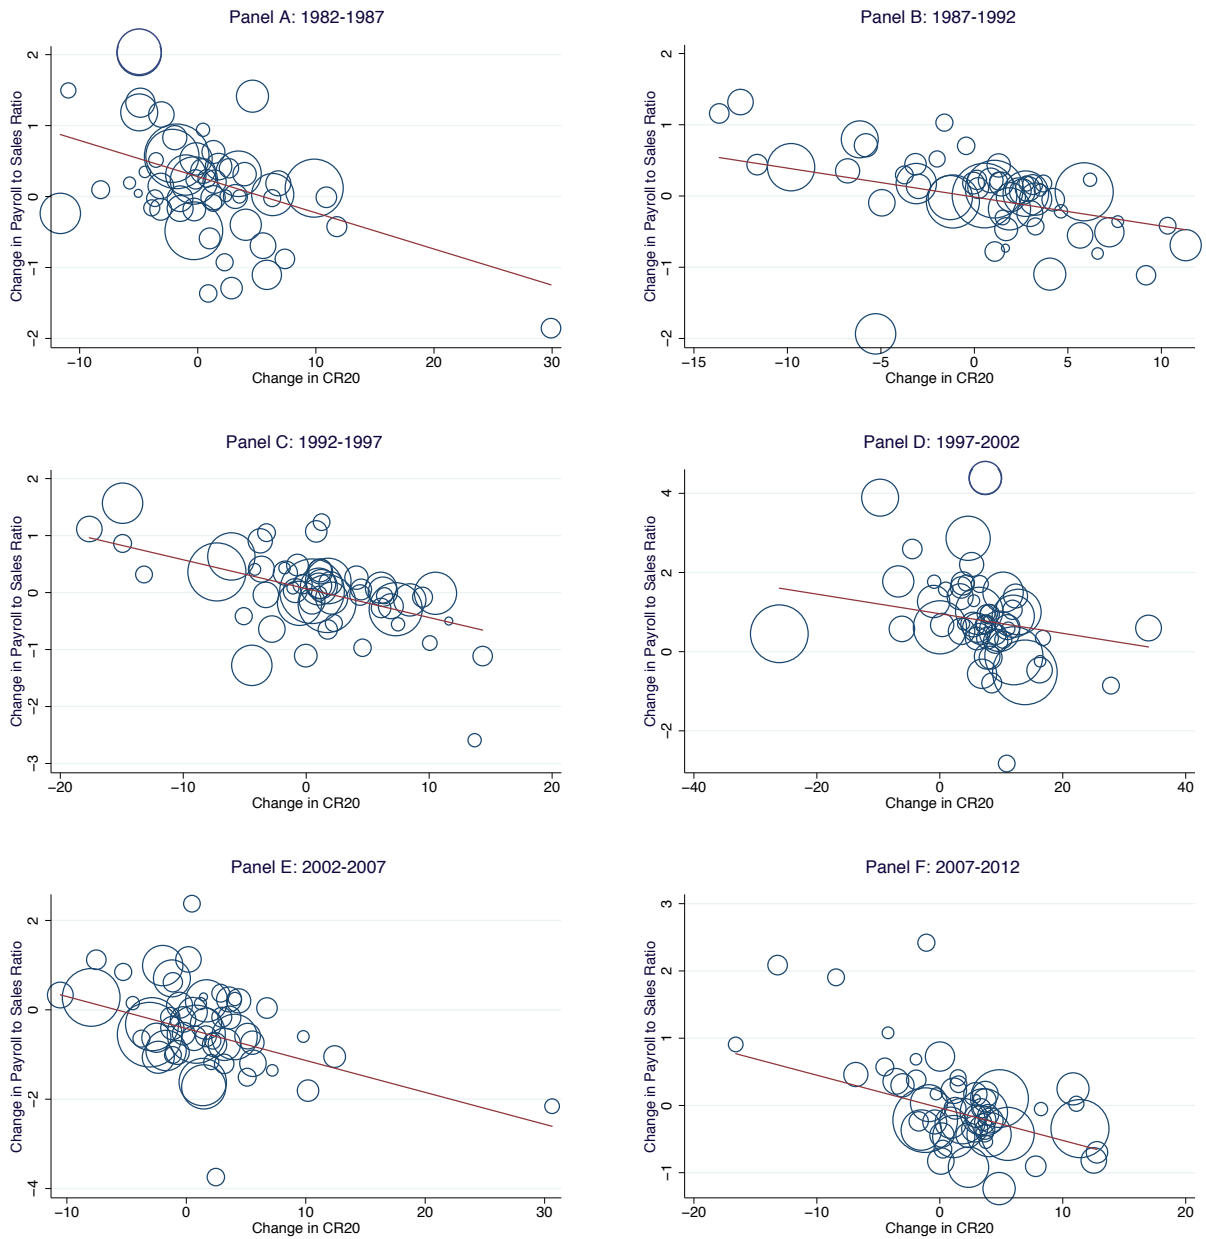 Panel A: 1982-1987
Change in Payroll to Sales Ratio
2
1
0
−1
−2
−10 0 10 20 30
Change in CR20
Panel B: 1987-1992
Change in Payroll to Sales Ratio
2
1
0
−1
−2
−15 −10 −5 0 5 10
Change in CR20
Panel C: 1992-1997
Change in Payroll to Sales Ratio
2
1
0
−1
−2
−3
−20 −10 0 10 20
Change in CR20
Panel D: 1997-2002
Change in Payroll to Sales Ratio
4
2
0
−2
−40 −20 0 20 40
Change in CR20
Panel E: 2002-2007
Change in Payroll to Sales Ratio
2
0
−2
−4
−10 0 10 20 30
Change in CR20
Panel F: 2007-2012
Change in Payroll to Sales Ratio
3
2
1
0
−1
−20 −10 0 10 20
Change in CR20